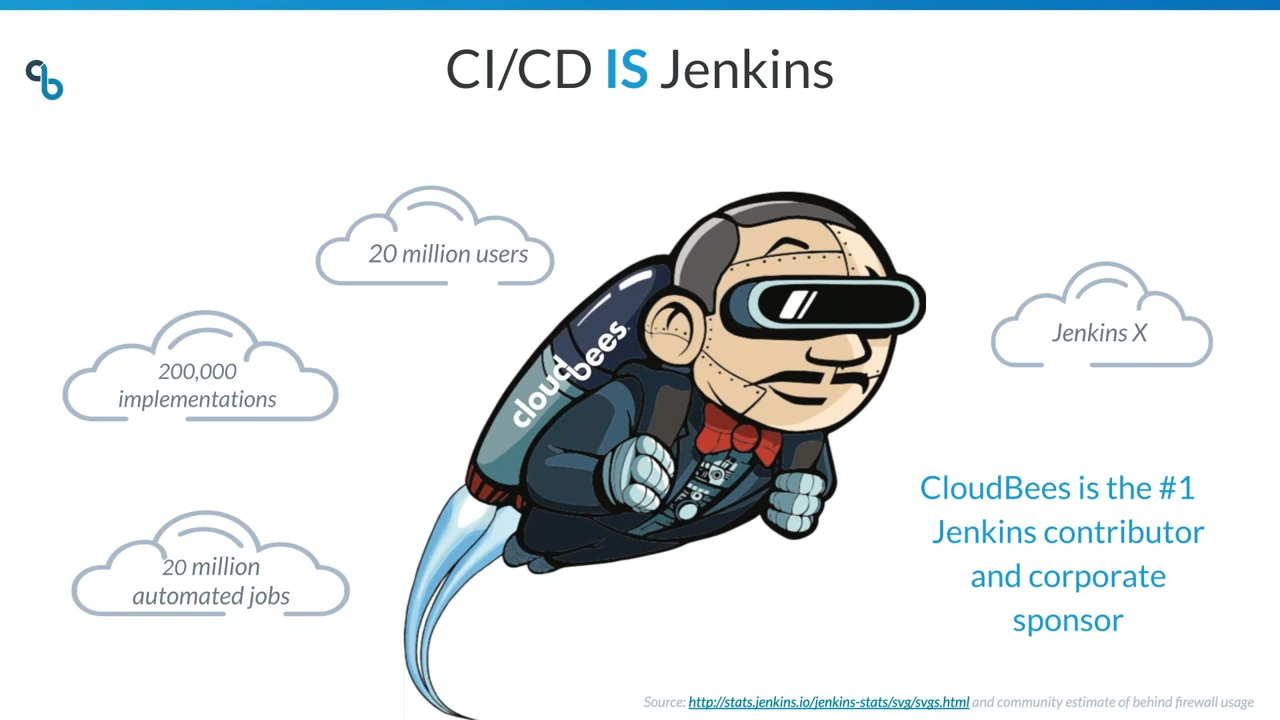 CI/CD IS Jenkins
20 million users
200,000
implementations
20 million
automated jobs
cloudbees
Jenkins X
CloudBees is the #1
Jenkins contributor
and corporate
sponsor
Source: http://stats.jenkins.io/jenkins-stats/svg/svgs.html and community estimate of behind firewall usage